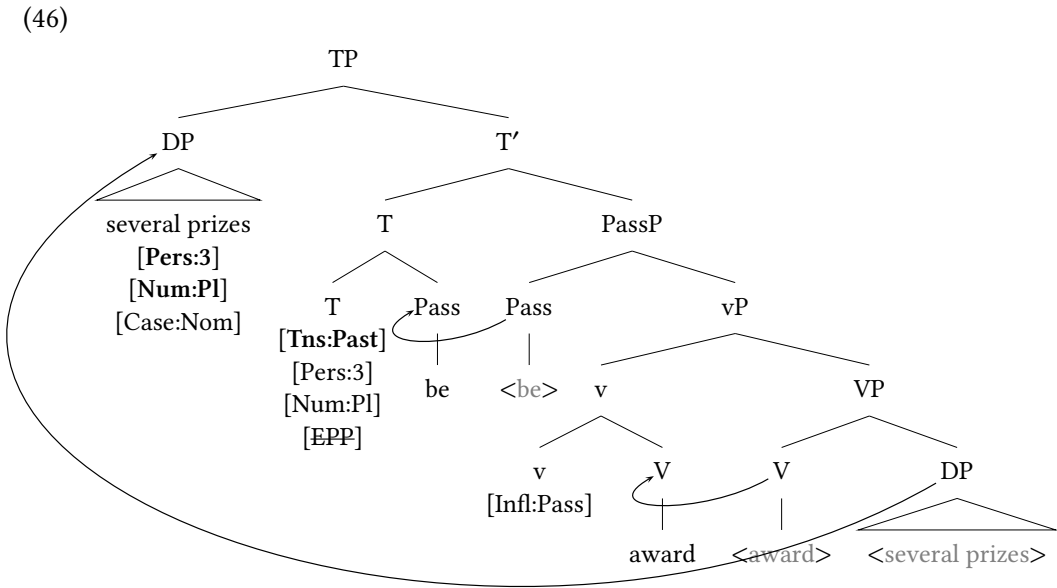 (46)
TP
DP T′
several prizes T PassP
[Pers:3]
[Num:Pl]
[Case:Nom]
T Pass Pass vP
[Tns:Past]
[Pers:3]
[Num:Pl]
[EPP]
be <be> v VP
v V V DP
[Infl:Pass]
award <award> <several prizes>